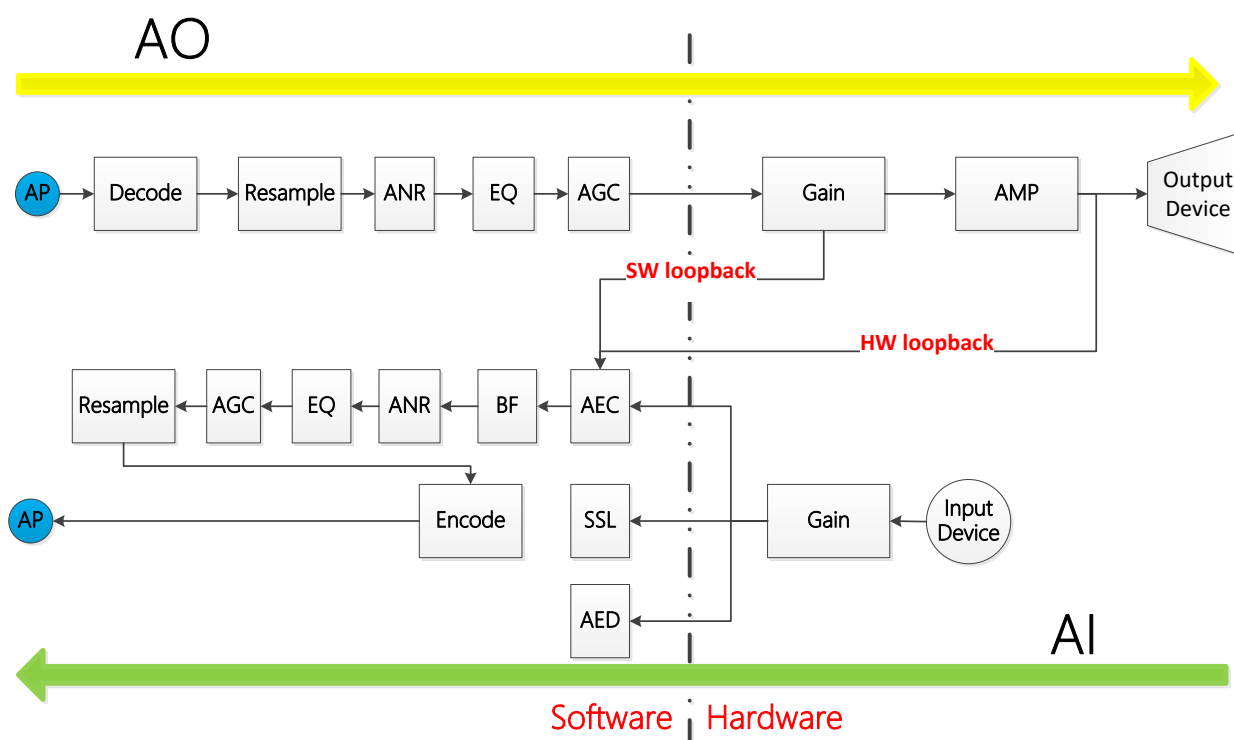 AO
AP
Decode
Resample
ANR
EQ
AGC
Gain
AMP
Output
Device
SW loopback
HW loopback
Resample
AGC
EQ
ANR
BF
AEC
AP
Encode
SSL
Gain
Input
Device
AED
AI
Software
Hardware